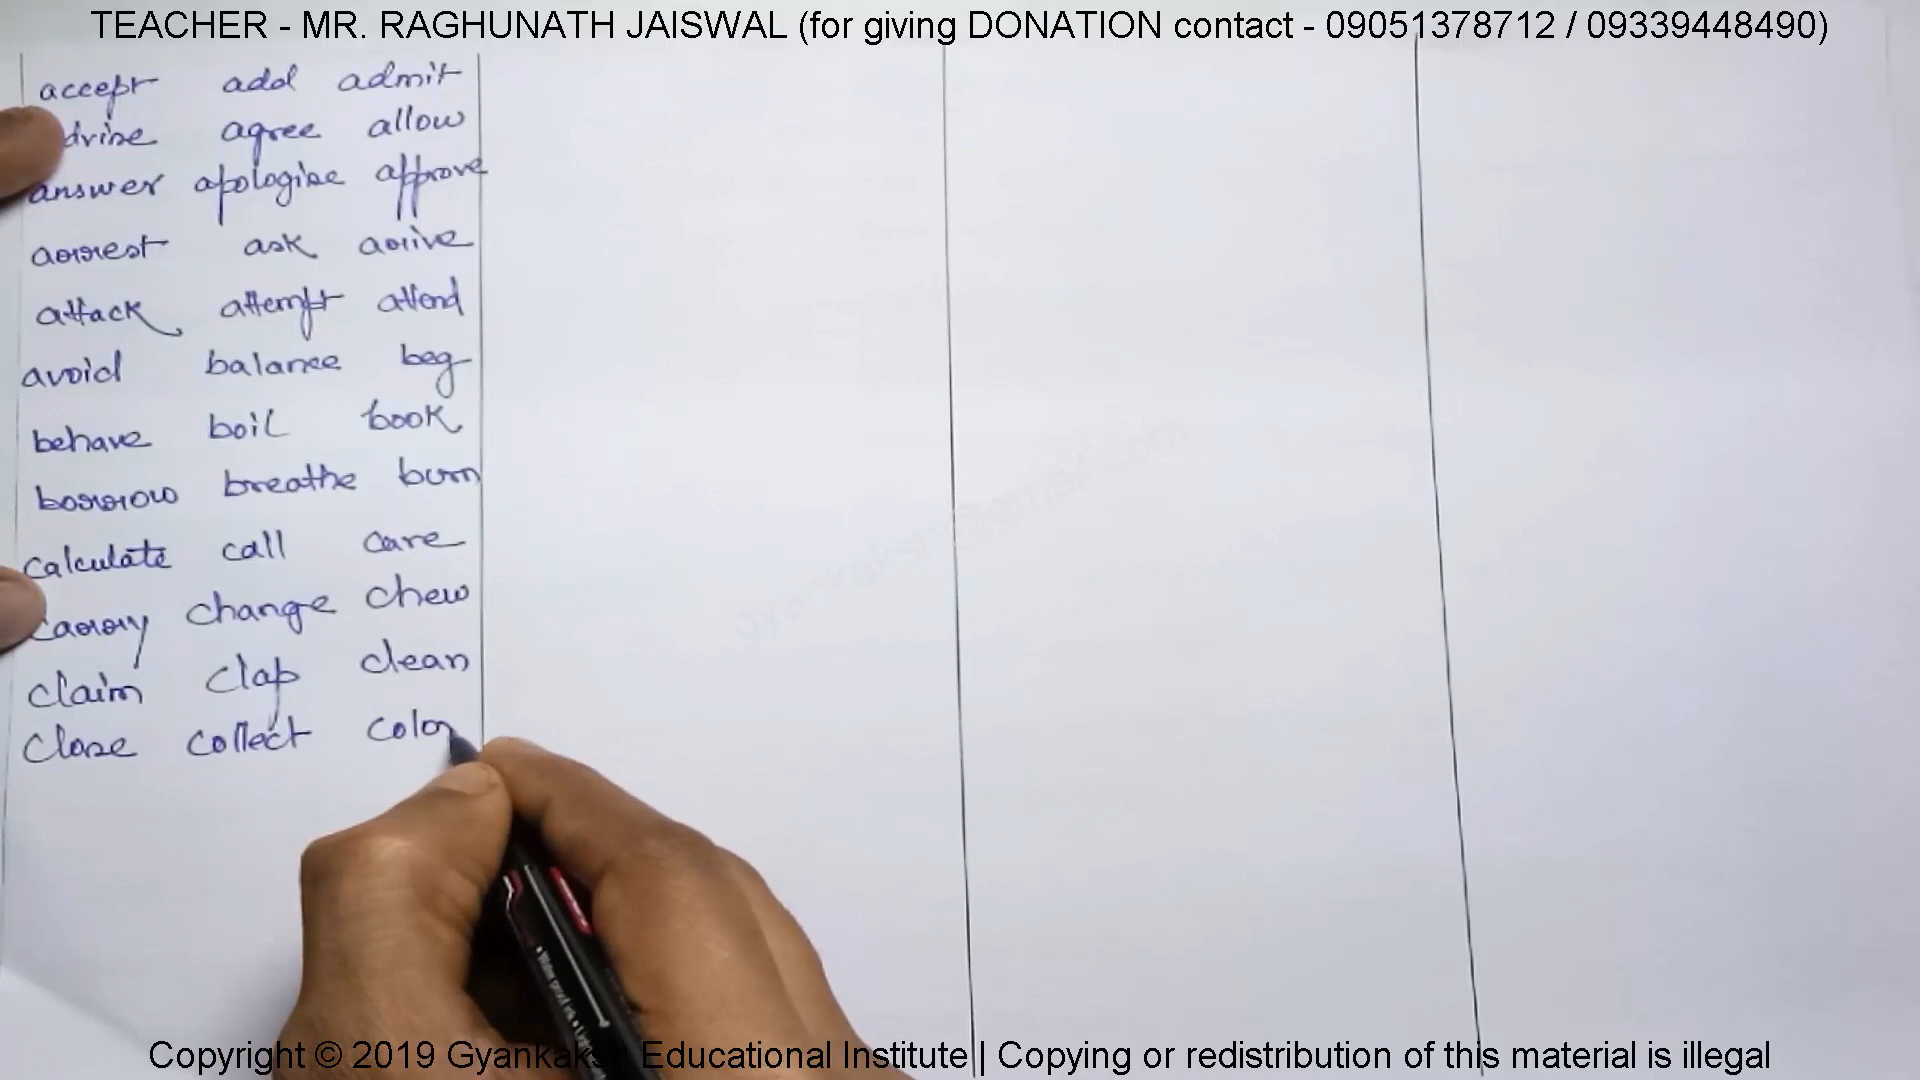 TEACHER - MR. RAGHUNATH JAISWAL (for giving DONATION contact - 09051378712 / 09339448490)
accept add admit
dvise agree allow
answer apologise approve
arrest ask arrive
attack attempt attend
avoid balance beg
behave boil book
borrow breathe burn
calculate call care
carry change chew
claim clap clean
close collect colo
gyankaksh@gmail.com
Copyright © 2019 Gyankaks Educational Institute | Copying or redistribution of this material is illegal